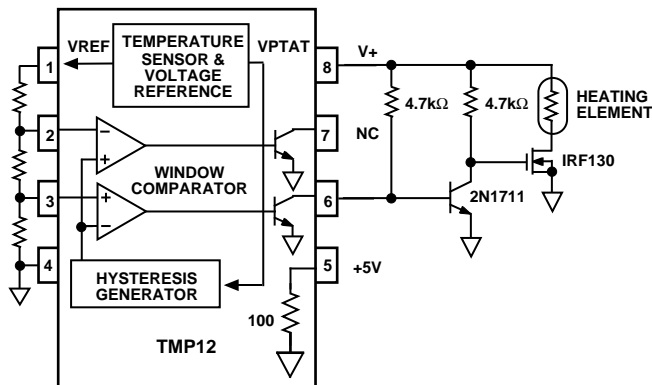 TEMPERATURE
SENSOR &
VOLTAGE
REFERENCE
VREF
VPTAT
1
8
V+
4.7kΩ
4.7kΩ
HEATING
ELEMENT
2
–
+
7
NC
IRF130
WINDOW
COMPARATOR
3
+
–
6
2N1711
4
5
+5V
HYSTERESIS
GENERATOR
100
TMP12